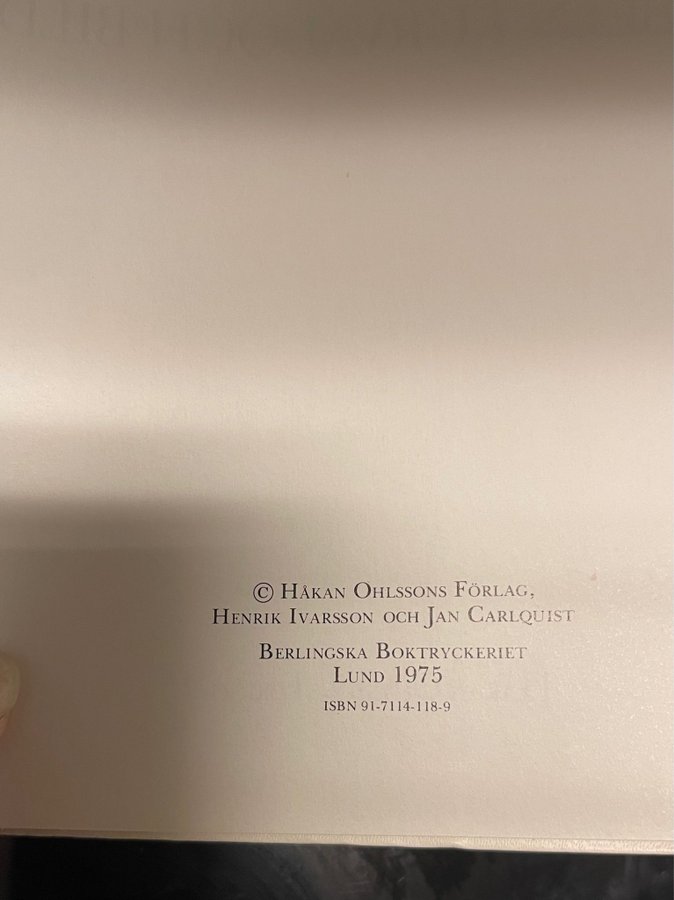 © Håkan Ohlssons Förlag,
Henrik Ivarsson och Jan Carlquist
Berlingska Boktryckeriet
Lund 1975
ISBN 91-7114-118-9